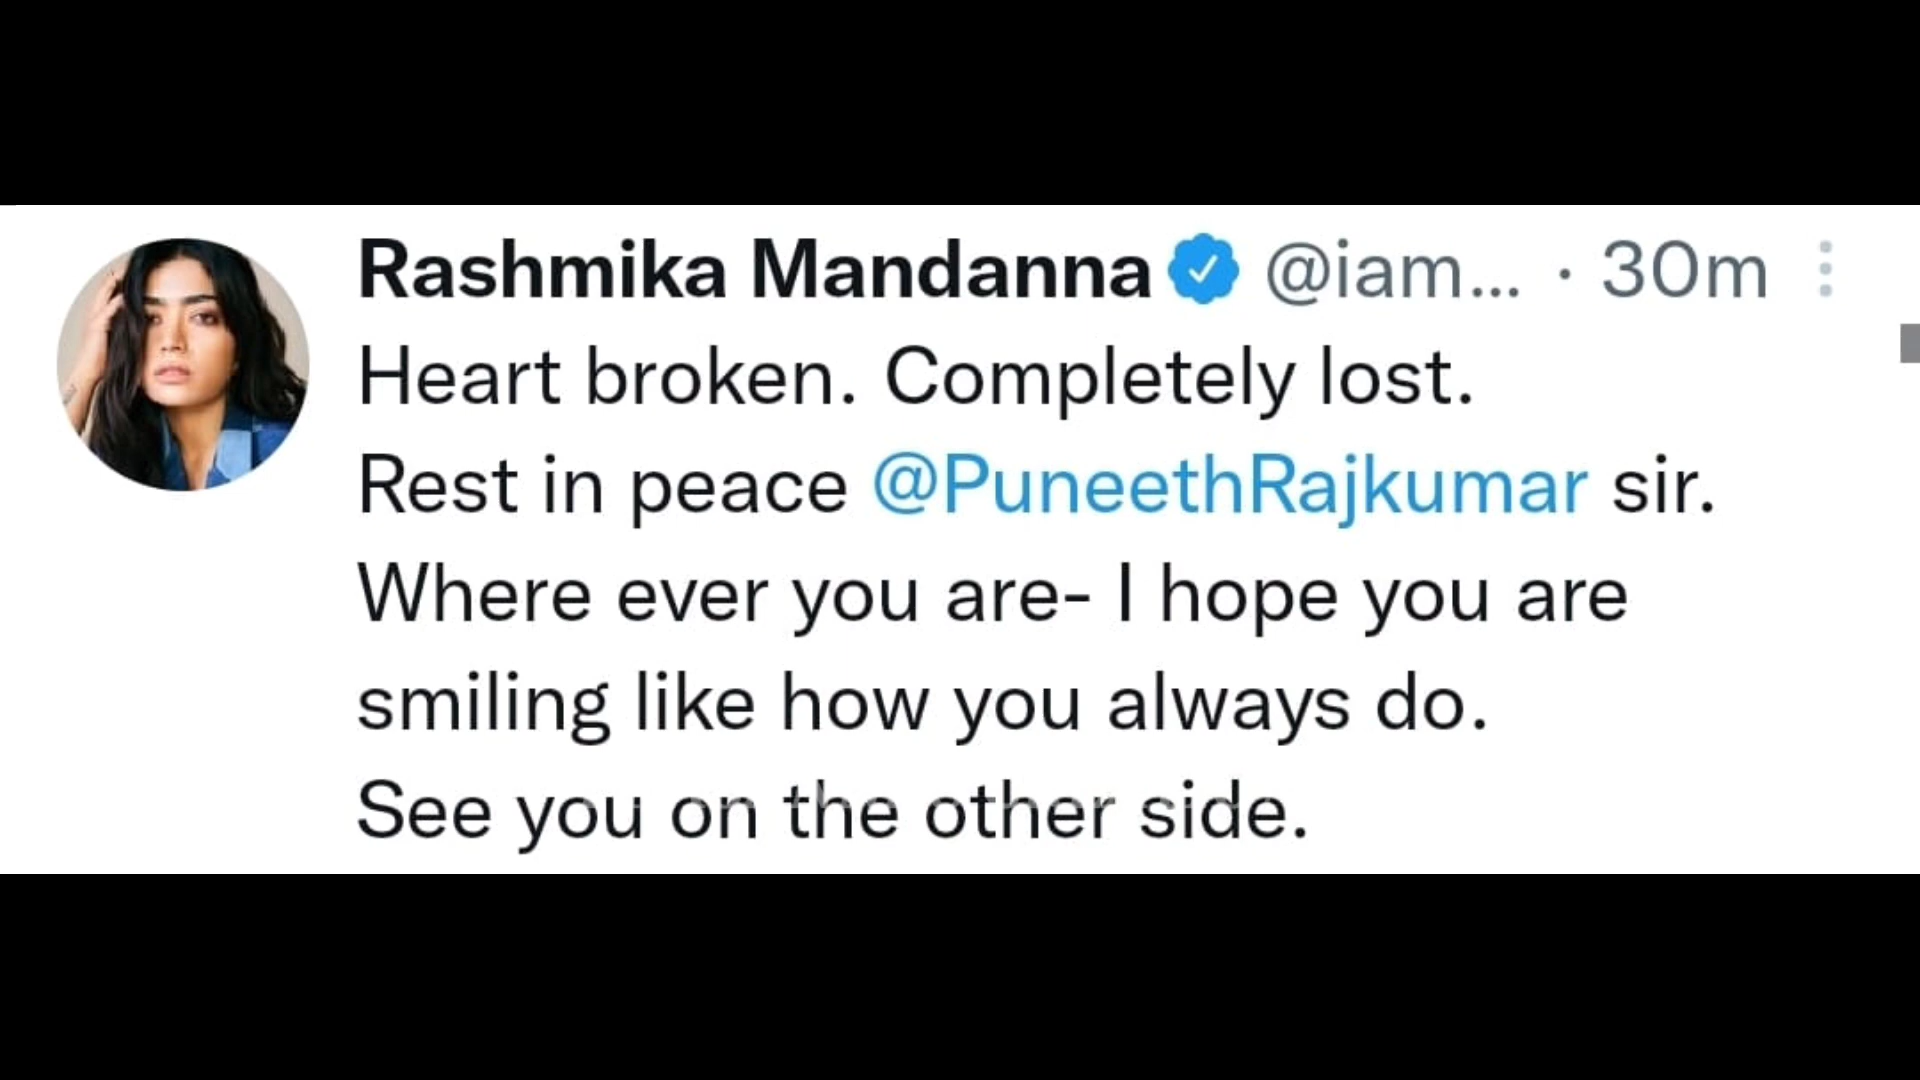 Rashmika Mandanna @iam... · 30m
Heart broken. Completely lost.
Rest in peace @PuneethRajkumar sir.
Where ever you are- I hope you are
smiling like how you always do.
See you on the other side.